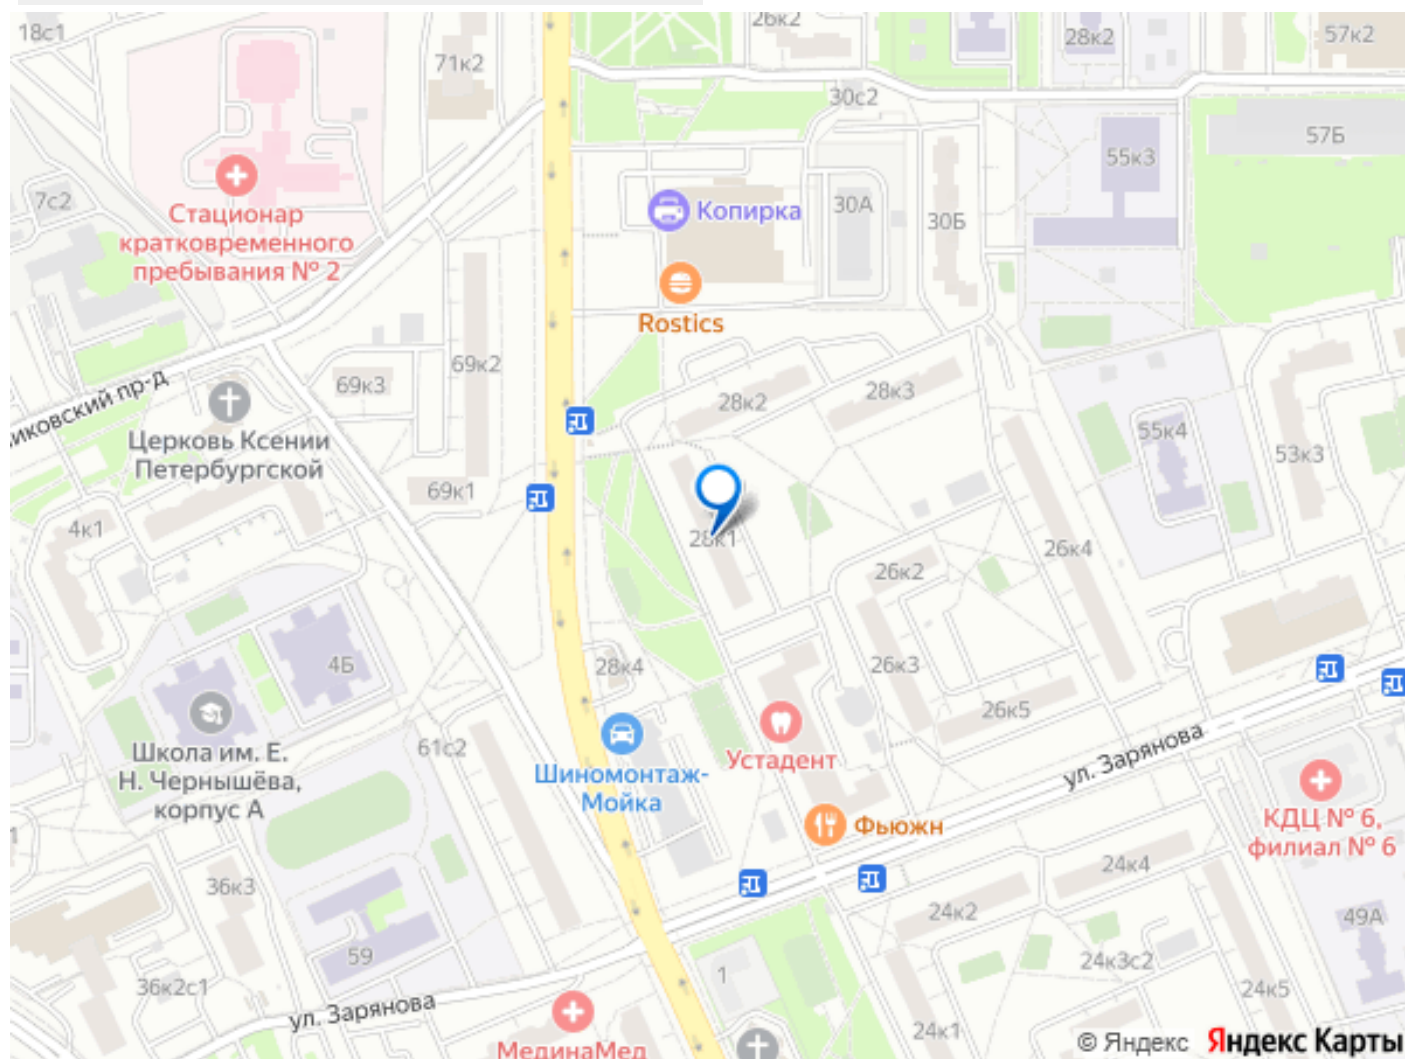 18с1
26к2
28к2
57к2
71к2
30с2
57Б
55к3
7с2
Стационар
кратковременного
пребывания № 2
Копирка
30А
30Б
Rostics
69к2
69к3
28к2
28к3
иковский пр-д
Церковь Ксении
Петербургской
55к4
53к3
69к1
4к1
28к1
26к4
26к2
4Б
28к4
26к3
26к5
Школа им. Е.
Н. Чернышёва,
корпус А
61с2
Устадент
ул. Зарянова
Шиномонтаж-
Мойка
Фьюжн
КДЦ № 6,
филиал № 6
36к3
24к4
24к2
49А
59
24к3с2
36к2с1
1
24к5
ул. Зарянова
24к1
МединаМед
© Яндекс Яндекс Карты